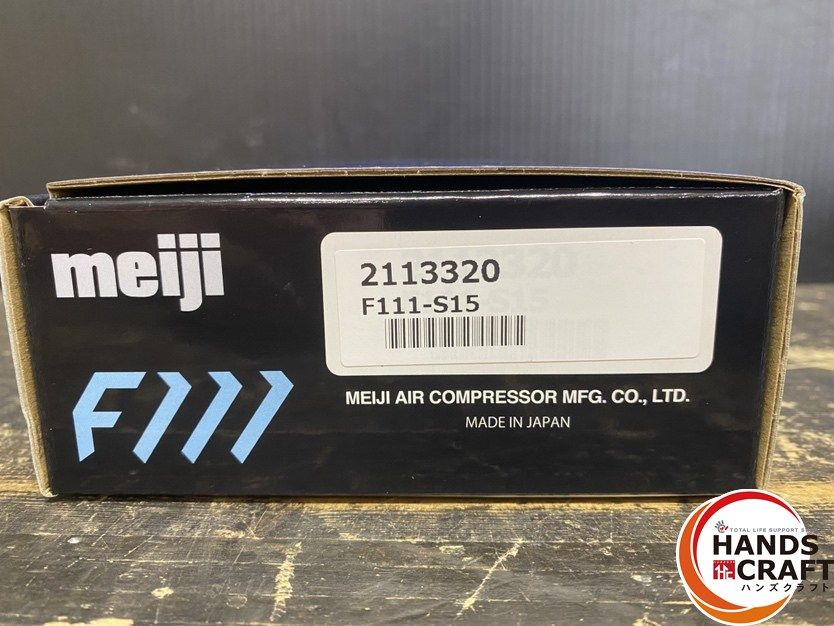 meiji
F111
2113320
F111-S15
MEIJI AIR COMPRESSOR MFG. CO., LTD.
MADE IN JAPAN
TOTAL LIFE SUPPORT
HANDS
CRAFT
ハンズクラフト